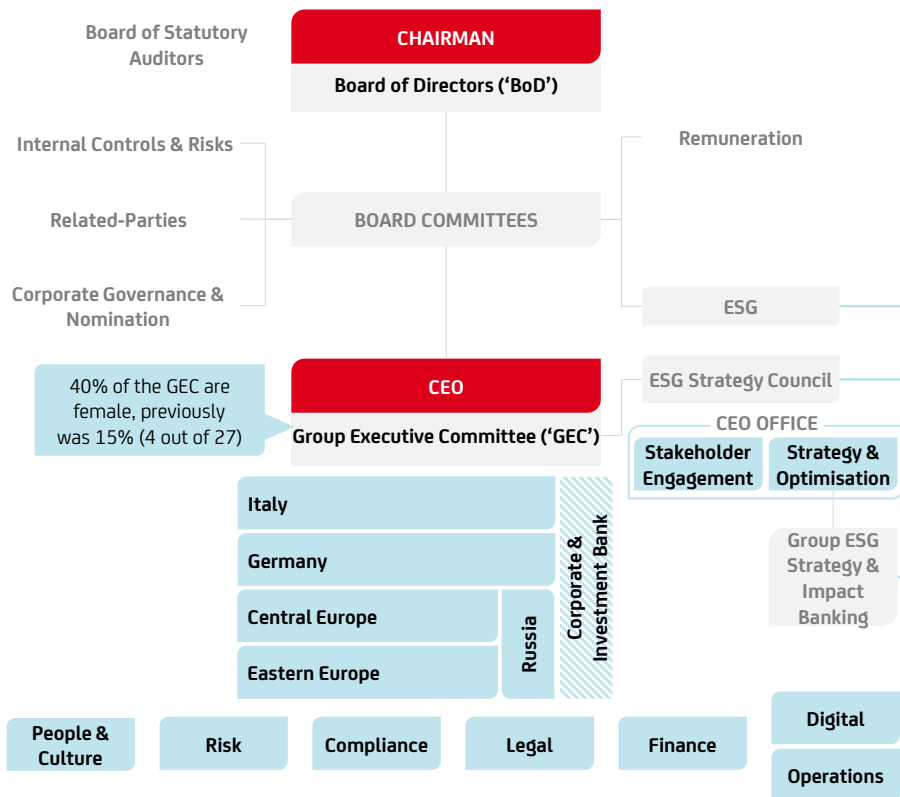 Board of Statutory
Auditors
CHAIRMAN
Board of Directors (‘BoD’)
Internal Controls & Risks
Remuneration
Related-Parties
BOARD COMMITTEES
Corporate Governance &
Nomination
ESG
40% of the GEC are
female, previously
was 15% (4 out of 27)
CEO
Group Executive Committee (‘GEC’)
ESG Strategy Council
CEO OFFICE
Stakeholder
Engagement
Strategy &
Optimisation
Group ESG
Strategy &
Impact
Banking
Italy
Germany
Central Europe
Eastern Europe
Russia
Corporate &
Investment Bank
People &
Culture
Risk
Compliance
Legal
Finance
Digital
Operations